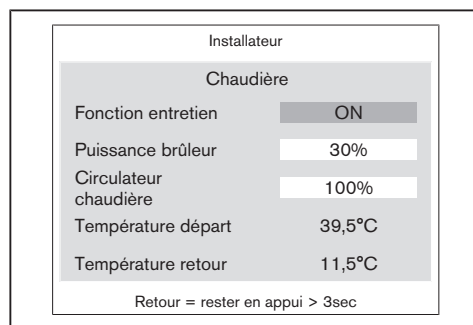 Installateur
Chaudière
Fonction entretien ON
Puissance brûleur 30%
Circulateur
chaudière 100%
Température départ 39,5°C
Température retour 11,5°C
Retour = rester en appui > 3sec